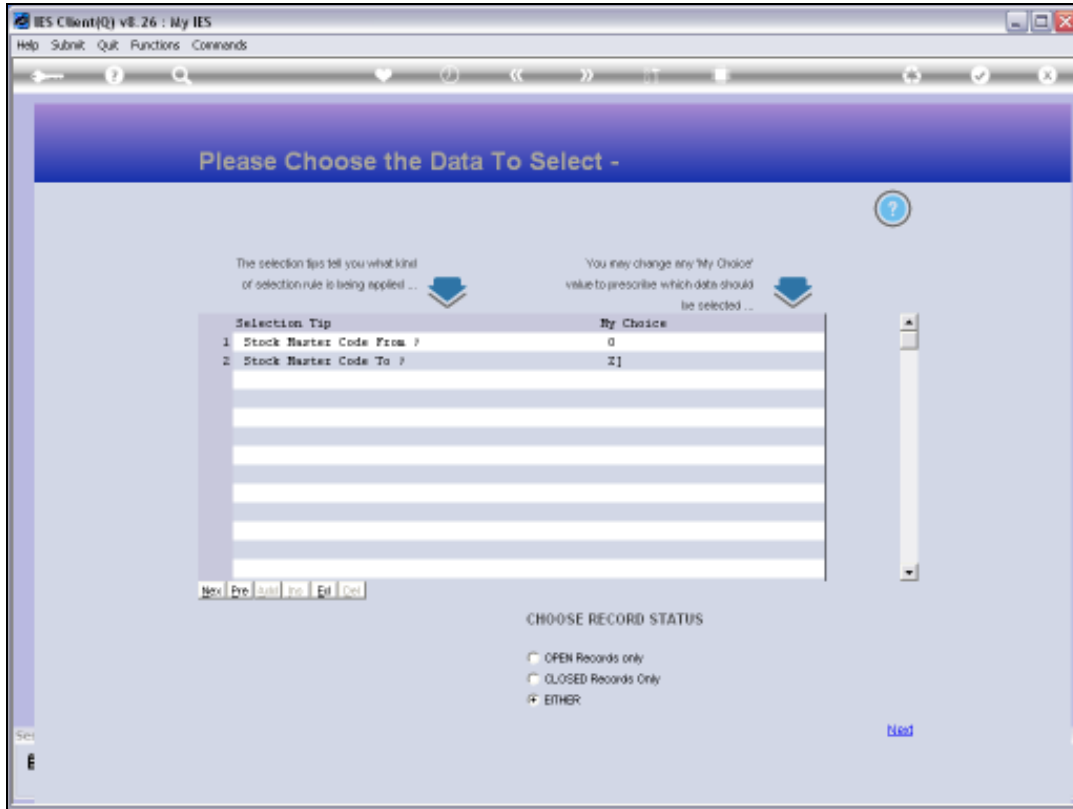 IES Client(Q) v8.26 : My IES
Help Submit Quit Functions Commands
Please Choose the Data To Select -
The selection tips tell you what kind
of selection rule is being applied ...
You may change any 'My Choice'
value to prescribe which data should
be selected ...
Selection Tip My Choice
1 Stock Master Code From ? 0
2 Stock Master Code To ? Z]
Nex Pre Add Ins Edi Del
CHOOSE RECORD STATUS
OPEN Records only
CLOSED Records Only
EITHER
Next